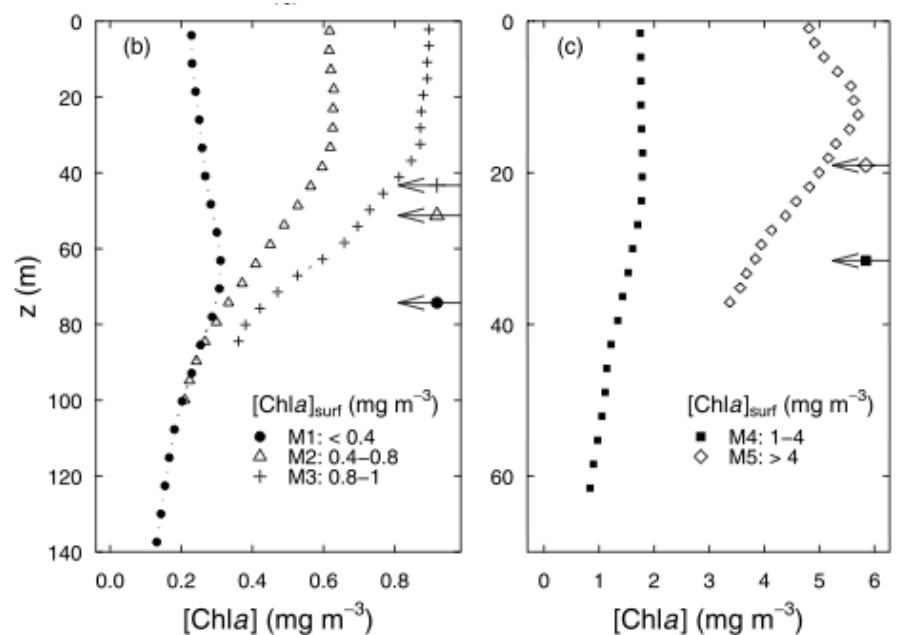 (b)
0
20
40
60
80
100
120
140
z (m)
[Chla]surf (mg m⁻³)
M1: < 0.4
M2: 0.4–0.8
M3: 0.8–1
0.0 0.2 0.4 0.6 0.8
[Chla] (mg m⁻³)
(c)
0
20
40
60
[Chla]surf (mg m⁻³)
M4: 1–4
M5: > 4
0 1 2 3 4 5 6
[Chla] (mg m⁻³)